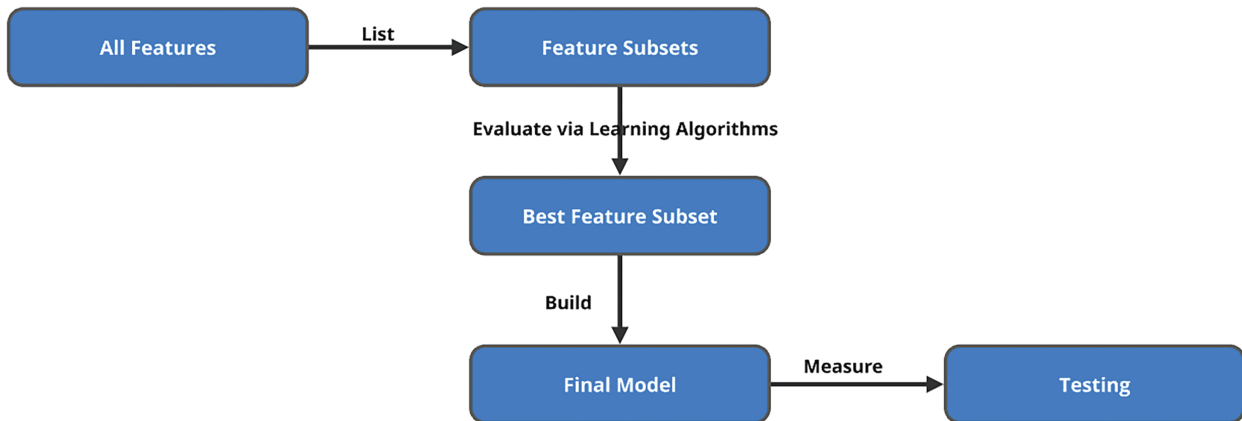 All Features
List
Feature Subsets
Evaluate via Learning Algorithms
Best Feature Subset
Build
Final Model
Measure
Testing